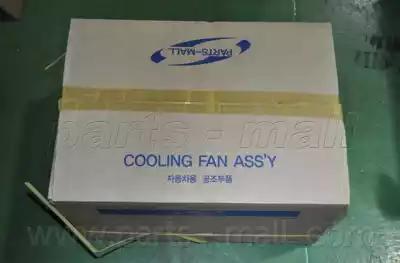 PARTS-MALL
parts - mall
COOLING FAN ASS'Y
자동차용 공조부품
www.parts-mall.com